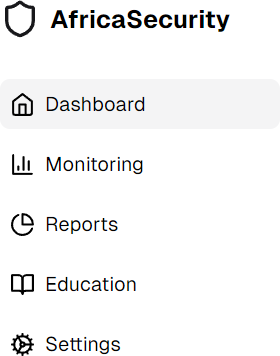 AfricaSecurity
Dashboard
Monitoring
Reports
Education
Settings